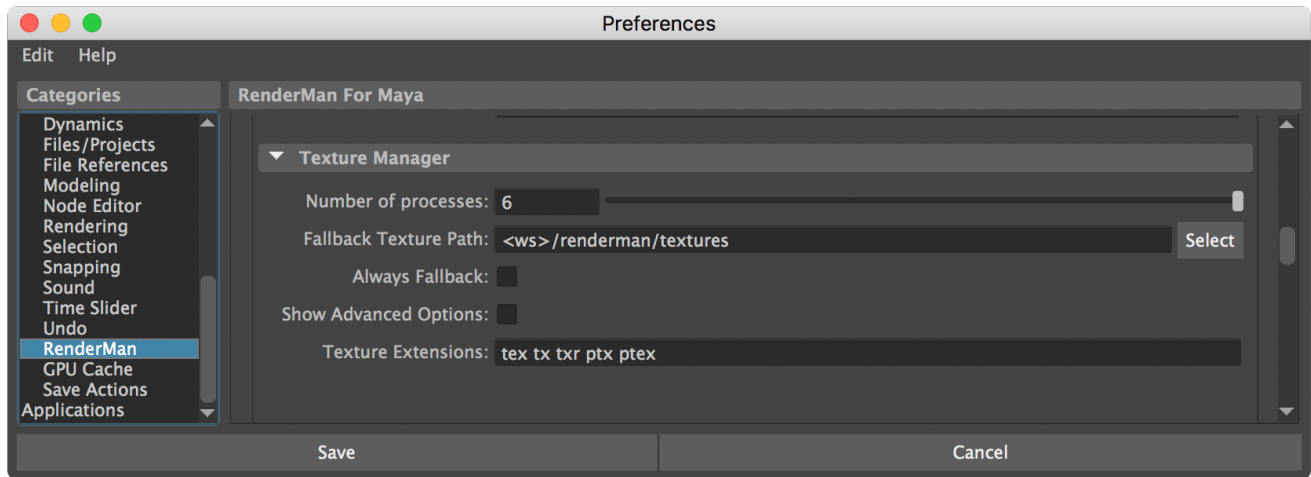 Preferences
Edit Help
Categories
RenderMan For Maya
Dynamics
Files/Projects
File References
Modeling
Node Editor
Rendering
Selection
Snapping
Sound
Time Slider
Undo
RenderMan
GPU Cache
Save Actions
Applications
Texture Manager
Number of processes: 6
Fallback Texture Path: <ws>/renderman/textures Select
Always Fallback:
Show Advanced Options:
Texture Extensions: tex tx txr ptx ptex
Save Cancel